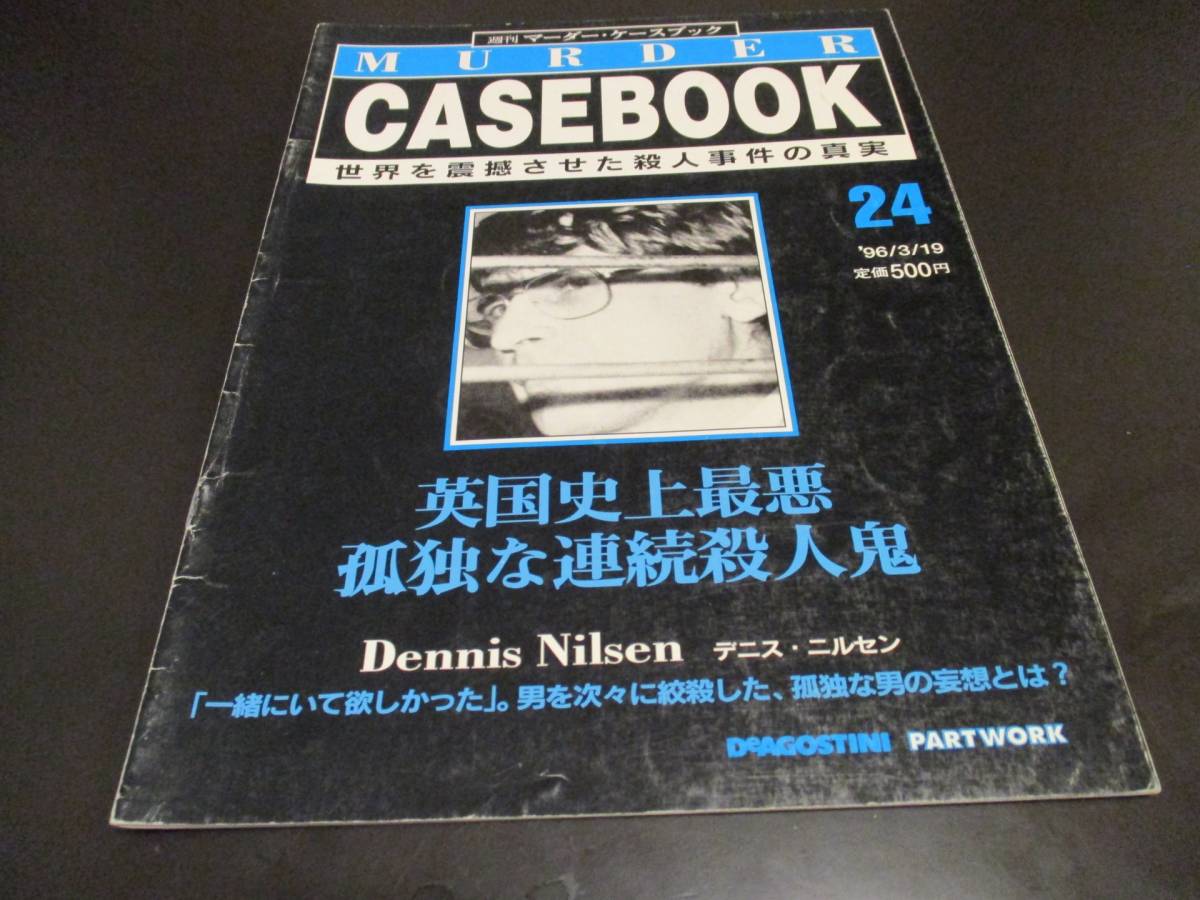 週刊 マーダー・ケースブック
MURDER
CASEBOOK
世界を震撼させた殺人事件の真実
24
'96/3/19
定価500円
英国史上最悪
孤独な連続殺人鬼
Dennis Nilsen デニス・ニルセン
「一緒にいて欲しかった」。男を次々に絞殺した、孤独な男の妄想とは？
DeAGOSTINI PARTWORK